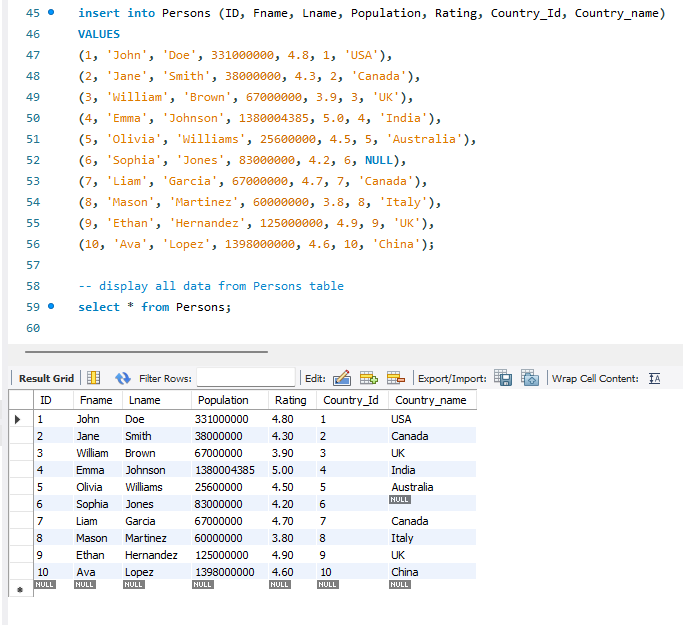 45 insert into Persons (ID, Fname, Lname, Population, Rating, Country_Id, Country_name)
46 VALUES
47 (1, 'John', 'Doe', 331000000, 4.8, 1, 'USA'),
48 (2, 'Jane', 'Smith', 38000000, 4.3, 2, 'Canada'),
49 (3, 'William', 'Brown', 67000000, 3.9, 3, 'UK'),
50 (4, 'Emma', 'Johnson', 1380004385, 5.0, 4, 'India'),
51 (5, 'Olivia', 'Williams', 25600000, 4.5, 5, 'Australia'),
52 (6, 'Sophia', 'Jones', 83000000, 4.2, 6, NULL),
53 (7, 'Liam', 'Garcia', 67000000, 4.7, 7, 'Canada'),
54 (8, 'Mason', 'Martinez', 60000000, 3.8, 8, 'Italy'),
55 (9, 'Ethan', 'Hernandez', 125000000, 4.9, 9, 'UK'),
56 (10, 'Ava', 'Lopez', 1398000000, 4.6, 10, 'China');
57
58 -- display all data from Persons table
59 select * from Persons;
60
Result Grid Filter Rows: Edit: Export/Import: Wrap Cell Content:
ID Fname Lname Population Rating Country_Id Country_name
1 John Doe 331000000 4.80 1 USA
2 Jane Smith 38000000 4.30 2 Canada
3 William Brown 67000000 3.90 3 UK
4 Emma Johnson 1380004385 5.00 4 India
5 Olivia Williams 25600000 4.50 5 Australia
6 Sophia Jones 83000000 4.20 6 NULL
7 Liam Garcia 67000000 4.70 7 Canada
8 Mason Martinez 60000000 3.80 8 Italy
9 Ethan Hernandez 125000000 4.90 9 UK
10 Ava Lopez 1398000000 4.60 10 China
NULL NULL NULL NULL NULL NULL NULL